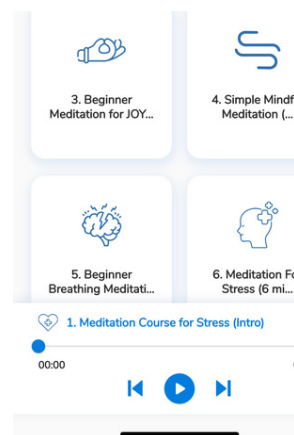 3. Beginner
Meditation for JOY...
4. Simple Mindf
Meditation (...
5. Beginner
Breathing Meditati...
6. Meditation Fo
Stress (6 mi...
1. Meditation Course for Stress (Intro)
00:00